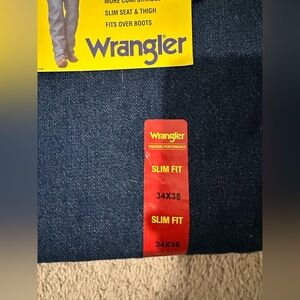 MORE COMFORTABLE
SLIM SEAT & THIGH
FITS OVER BOOTS
Wrangler
Wrangler
PREMIUM PERFORMANCE
SLIM FIT
34X36
SLIM FIT
34X36